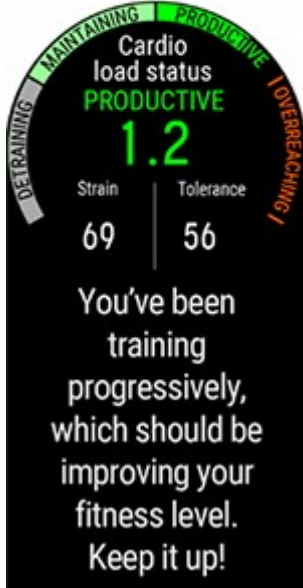 DETRAINING
MAINTAINING
PRODUCTIVE
OVERREACHING
Cardio
load status
PRODUCTIVE
1.2
Strain
Tolerance
69
56
You’ve been
training
progressively,
which should be
improving your
fitness level.
Keep it up!